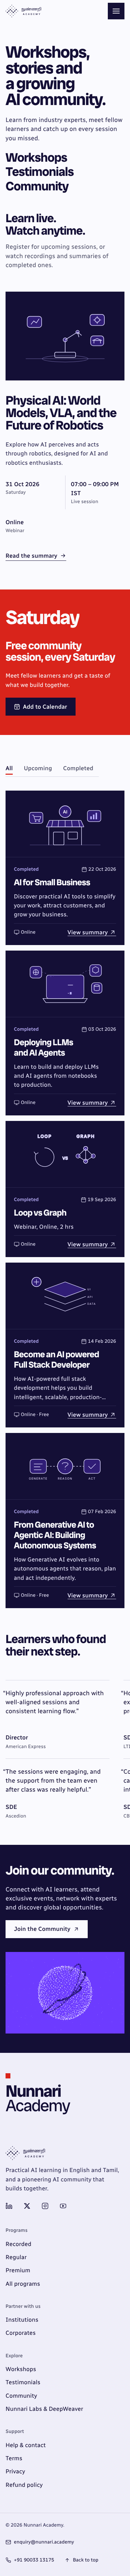 ACADEMY
Workshops,
stories and
a growing
AI community.
Learn from industry experts, meet fellow
learners and catch up on every session
you missed.
Workshops
Testimonials
Community
Learn live.
Watch anytime.
Register for upcoming sessions, or
watch recordings and summaries of
completed ones.
Physical AI: World
Models, VLA, and the
Future of Robotics
Explore how AI perceives and acts
through robotics, designed for AI and
robotics enthusiasts.
31 Oct 2026
Saturday
07:00 – 09:00 PM
IST
Live session
Online
Webinar
Read the summary →
Saturday
Free community
session, every Saturday
Meet fellow learners and get a taste of
what we build together.
Add to Calendar
All Upcoming Completed
AI
Completed 22 Oct 2026
AI for Small Business
Discover practical AI tools to simplify
your work, attract customers, and
grow your business.
Online View summary ↗
Completed 03 Oct 2026
Deploying LLMs
and AI Agents
Learn to build and deploy LLMs
and AI agents from notebooks
to production.
Online View summary ↗
LOOP VS GRAPH
Completed 19 Sep 2026
Loop vs Graph
Webinar, Online, 2 hrs
Online View summary ↗
UI
API
DATA
Completed 14 Feb 2026
Become an AI powered
Full Stack Developer
How AI-powered full stack
development helps you build
intelligent, scalable, production-...
Online · Free View summary ↗
GENERATE REASON ACT
Completed 07 Feb 2026
From Generative AI to
Agentic AI: Building
Autonomous Systems
How Generative AI evolves into
autonomous agents that reason, plan
and act independently.
Online · Free View summary ↗
Learners who found
their next step.
“Highly professional approach with
well-aligned sessions and
consistent learning flow.”
Director
American Express
“The sessions were engaging, and
the support from the team even
after class was really helpful.”
SDE
Ascedion
Join our community.
Connect with AI learners, attend
exclusive events, network with experts
and discover global opportunities.
Join the Community ↗
Nunnari
Academy
ACADEMY
Practical AI learning in English and Tamil,
and a pioneering AI community that
builds together.
Programs
Recorded
Regular
Premium
All programs
Partner with us
Institutions
Corporates
Explore
Workshops
Testimonials
Community
Nunnari Labs & DeepWeaver
Support
Help & contact
Terms
Privacy
Refund policy
© 2026 Nunnari Academy.
enquiry@nunnari.academy
+91 90033 13175 ↑ Back to top